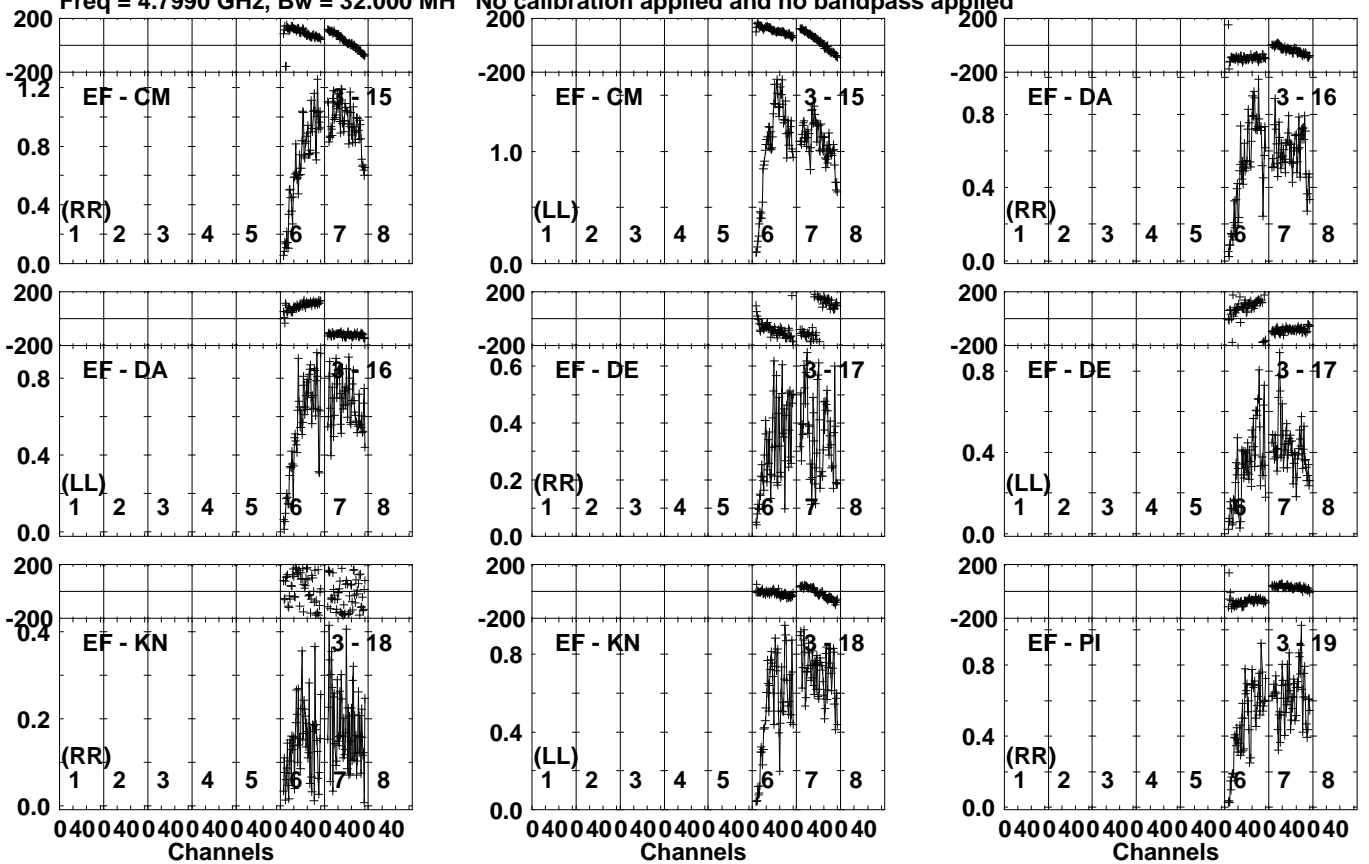 Freq = 4.7990 GHz, Bw = 32.000 MH No calibration applied and no bandpass applied
200 200 200
-200 -200 -200
EF - CM 3 - 15 EF - CM 3 - 15 EF - DA 3 - 16
1.2 0.8 0.4 0.0
1.0 0.0
0.8 0.4 0.0
(RR) (LL) (RR)
1 2 3 4 5 6 7 8 1 2 3 4 5 6 7 8 1 2 3 4 5 6 7 8
200 200 200
-200 -200 -200
EF - DA 3 - 16 EF - DE 3 - 17 EF - DE 3 - 17
0.8 0.4 0.0
0.6 0.4 0.2 0.0
0.8 0.4 0.0
(LL) (RR) (LL)
1 2 3 4 5 6 7 8 1 2 3 4 5 6 7 8 1 2 3 4 5 6 7 8
200 200 200
-200 -200 -200
EF - KN 3 - 18 EF - KN 3 - 18 EF - PI 3 - 19
0.4 0.2 0.0
0.8 0.4 0.0
0.8 0.4 0.0
(RR) (LL) (RR)
1 2 3 4 5 6 7 8 1 2 3 4 5 6 7 8 1 2 3 4 5 6 7 8
0 40 0 40 0 40 0 40 0 40 0 40 0 40 0 40 0 40 0 40 0 40 0 40 0 40 0 40 0 40 0 40 0 40 0 40 0 40 0 40 0 40 0 40 0 40 0 40
Channels Channels Channels